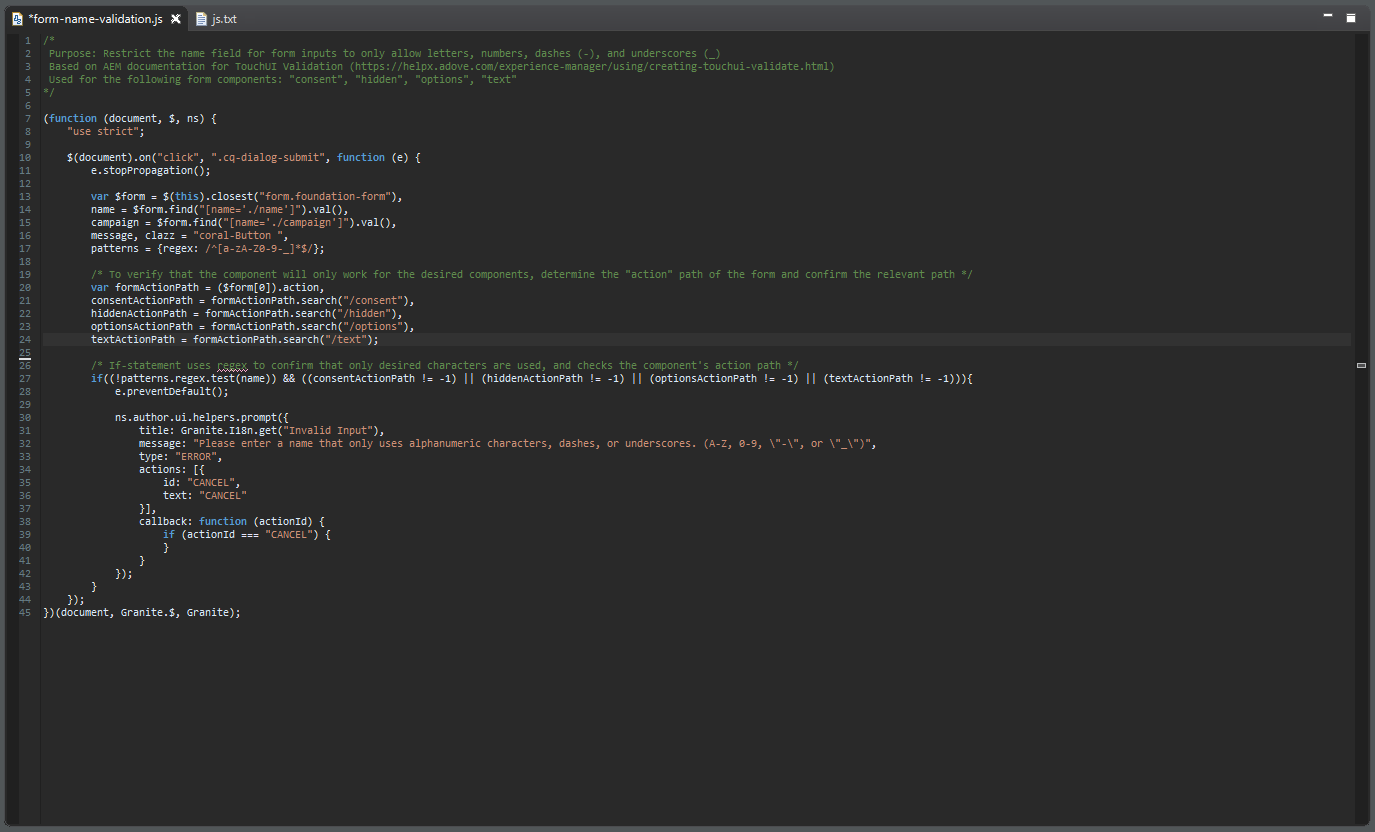 *form-name-validation.js js.txt
1 /*
2 Purpose: Restrict the name field for form inputs to only allow letters, numbers, dashes (-), and underscores (_)
3 Based on AEM documentation for TouchUI Validation (https://helpx.adove.com/experience-manager/using/creating-touchui-validate.html)
4 Used for the following form components: "consent", "hidden", "options", "text"
5 */
6
7 (function (document, $, ns) {
8 "use strict";
9
10 $(document).on("click", ".cq-dialog-submit", function (e) {
11 e.stopPropagation();
12
13 var $form = $(this).closest("form.foundation-form"),
14 name = $form.find("[name='./name']").val(),
15 campaign = $form.find("[name='./campaign']").val(),
16 message, clazz = "coral-Button ",
17 patterns = {regex: /^[a-zA-Z0-9-_]*$/};
18
19 /* To verify that the component will only work for the desired components, determine the "action" path of the form and confirm the relevant path */
20 var formActionPath = ($form[0]).action,
21 consentActionPath = formActionPath.search("/consent"),
22 hiddenActionPath = formActionPath.search("/hidden"),
23 optionsActionPath = formActionPath.search("/options"),
24 textActionPath = formActionPath.search("/text");
25
26 /* If-statement uses regex to confirm that only desired characters are used, and checks the component's action path */
27 if((!patterns.regex.test(name)) && ((consentActionPath != -1) || (hiddenActionPath != -1) || (optionsActionPath != -1) || (textActionPath != -1))){
28 e.preventDefault();
29
30 ns.author.ui.helpers.prompt({
31 title: Granite.I18n.get("Invalid Input"),
32 message: "Please enter a name that only uses alphanumeric characters, dashes, or underscores. (A-Z, 0-9, \"-\", or \"_\")",
33 type: "ERROR",
34 actions: [{
35 id: "CANCEL",
36 text: "CANCEL"
37 }],
38 callback: function (actionId) {
39 if (actionId === "CANCEL") {
40 }
41 }
42 });
43 }
44 });
45 })(document, Granite.$, Granite);